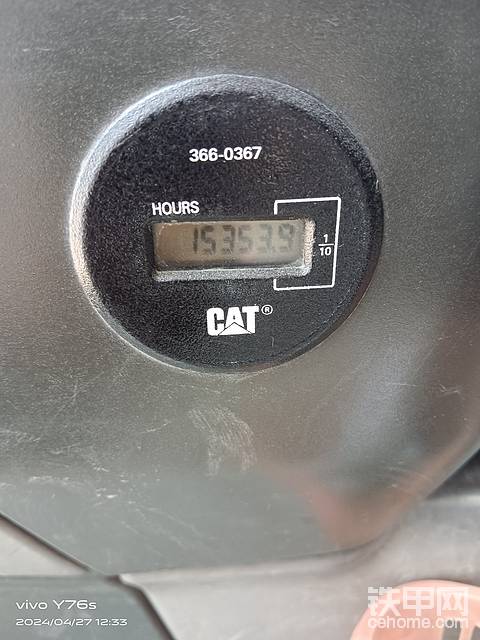 366-0367
HOURS
15353.9
1
10
CAT®
vivo Y76s
2024/04/27 12:33
铁甲网
cehome.com